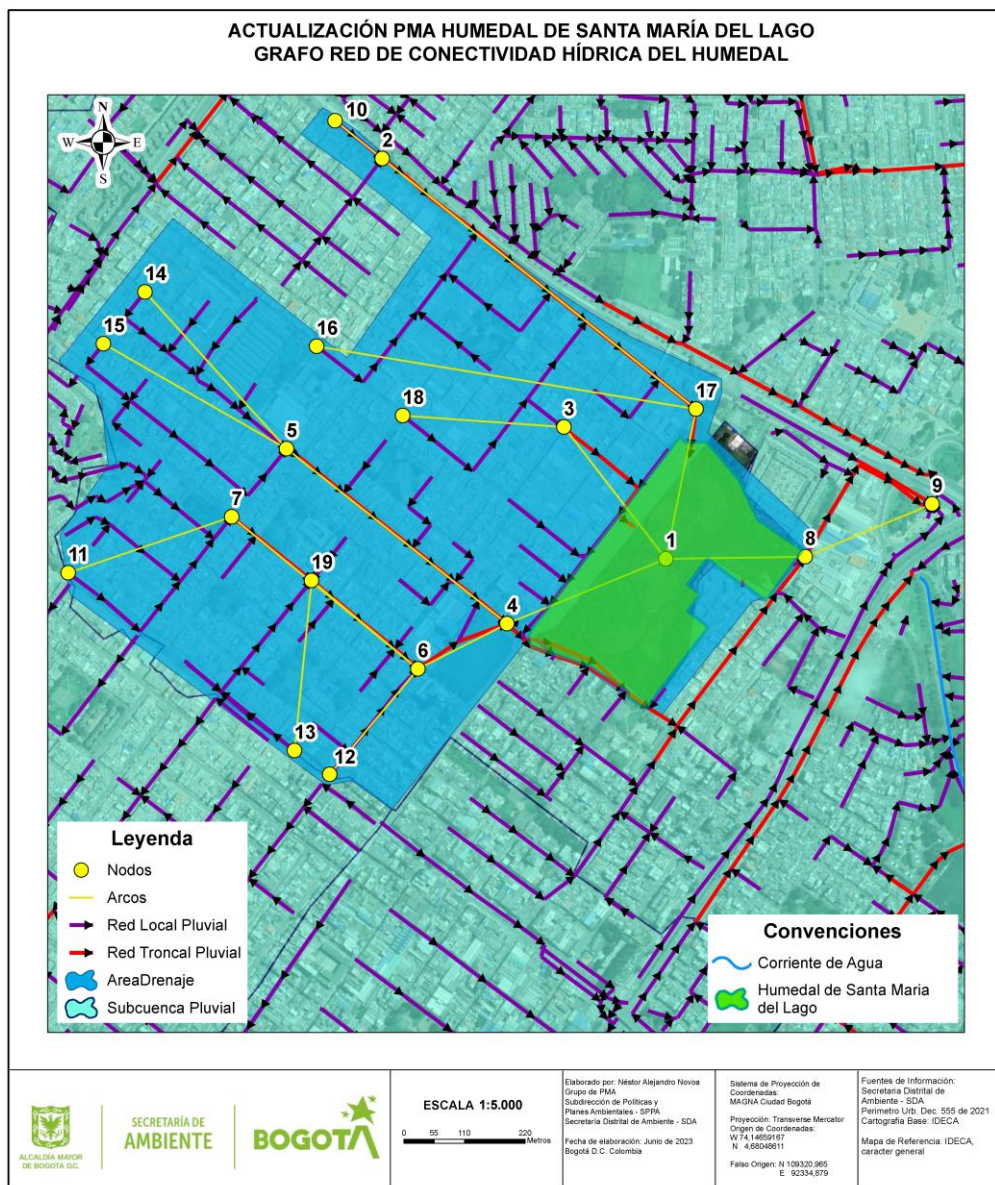 ACTUALIZACIÓN PMA HUMEDAL DE SANTA MARÍA DEL LAGO
GRAFO RED DE CONECTIVIDAD HÍDRICA DEL HUMEDAL
N
W E
S
10
2
14
15
16
17
18
3
5
9
7
1
8
11
19
4
6
13
12
Leyenda
Nodos
Arcos
Red Local Pluvial
Red Troncal Pluvial
AreaDrenaje
Subcuenca Pluvial
Convenciones
Corriente de Agua
Humedal de Santa Maria
del Lago
ALCALDÍA MAYOR
DE BOGOTÁ D.C.
SECRETARÍA DE
AMBIENTE
BOGOTÁ
ESCALA 1:5.000
0 55 110 220
Metros
Elaborado por: Néstor Alejandro Novoa
Grupo de PMA
Subdirección de Políticas y
Planes Ambientales - SPPA
Secretaría Distrital de Ambiente - SDA
Fecha de elaboración: Junio de 2023
Bogotá D.C. Colombia
Sistema de Proyección de
Coordenadas:
MAGNA Ciudad Bogotá
Proyección: Transverse Mercator
Origen de Coordenadas:
W 74,14659167
N 4,68048611
Falso Origen: N 109320,965
E 92334,879
Fuentes de Información:
Secretaria Distrital de
Ambiente - SDA
Perimetro Urb. Dec. 555 de 2021
Cartografia Base: IDECA
Mapa de Referencia: IDECA,
caracter general